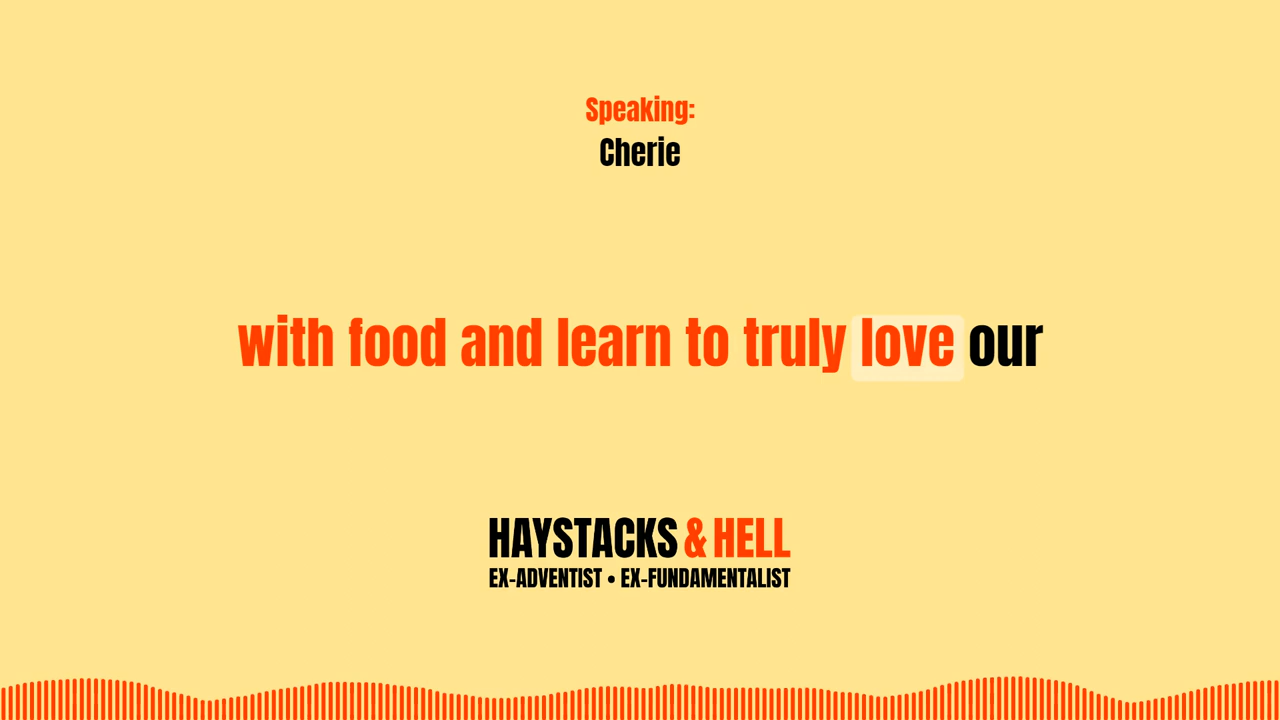 Speaking:
Cherie
with food and learn to truly love our
HAYSTACKS & HELL
EX-ADVENTIST • EX-FUNDAMENTALIST